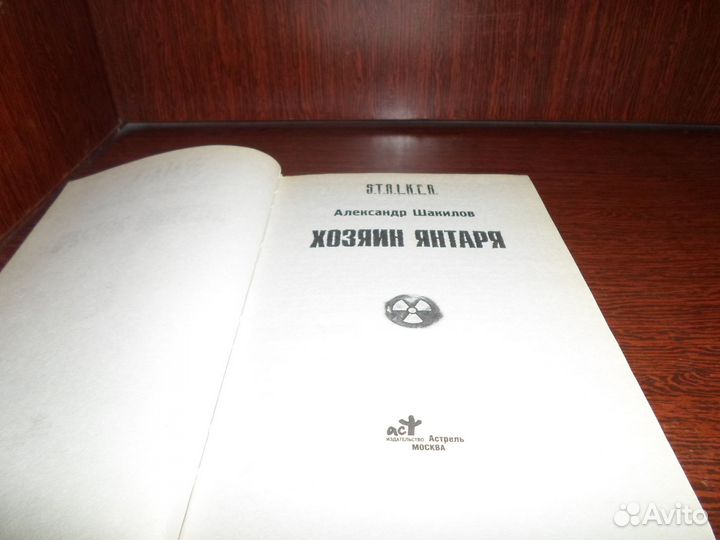 S.T.A.L.K.E.R.
Александр Шакилов
ХОЗЯИН ЯНТАРЯ
аст
ИЗДАТЕЛЬСТВО Астрель
МОСКВА
Avito